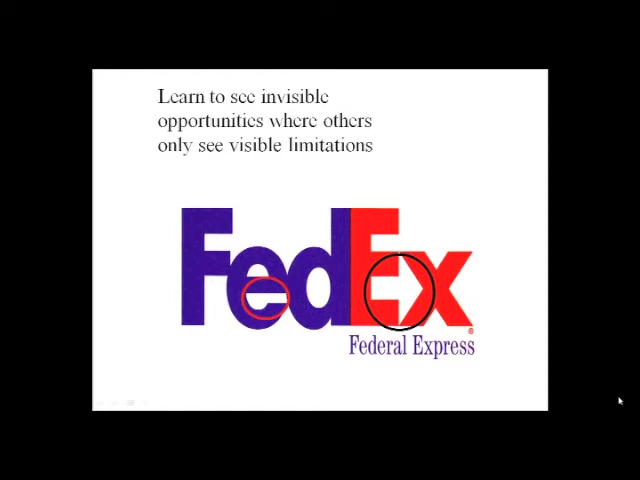 Learn to see invisible
opportunities where others
only see visible limitations
FedEx
®
Federal Express